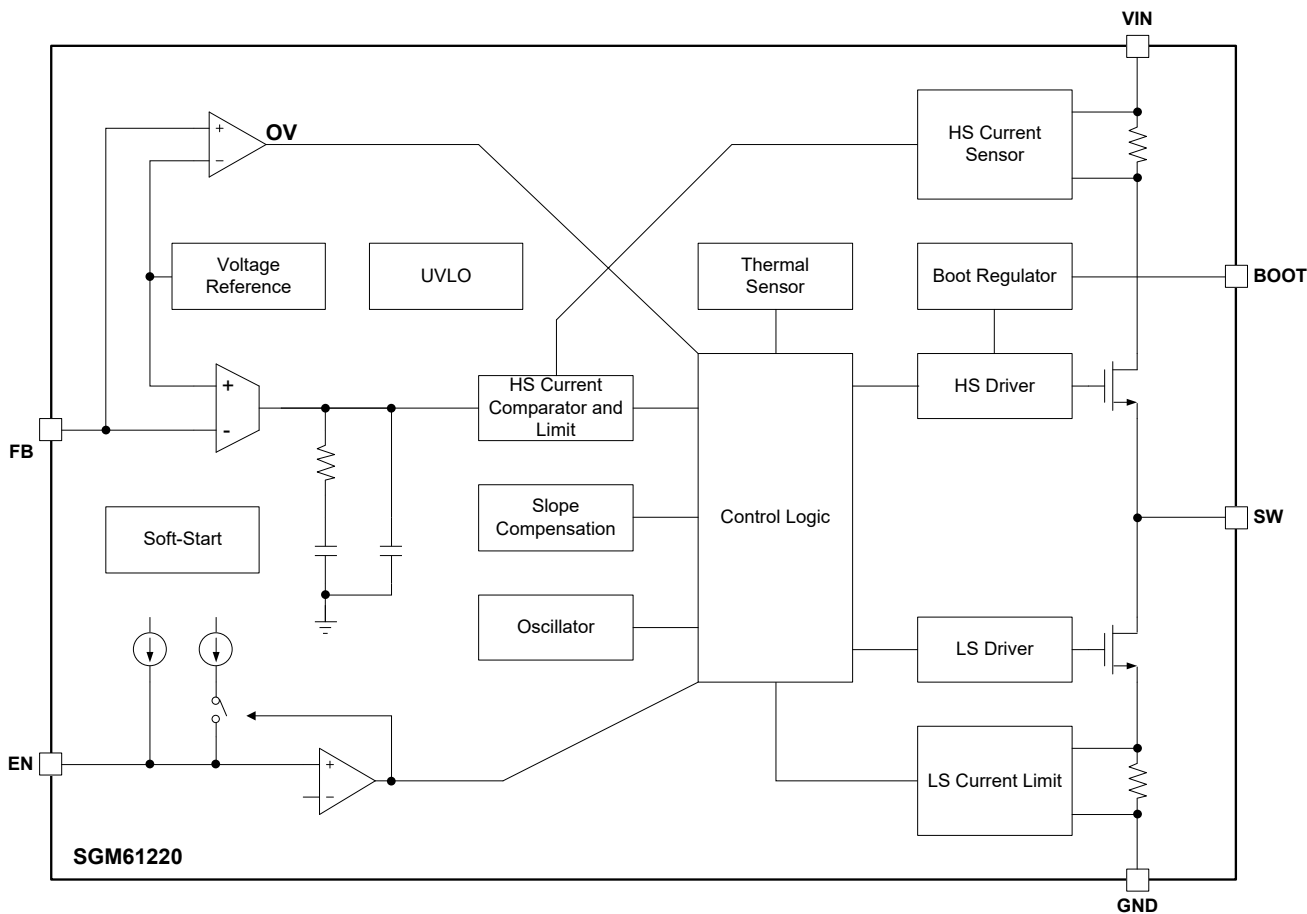 VIN
OV
HS Current
Sensor
Voltage
Reference
UVLO
Thermal
Sensor
Boot Regulator
BOOT
+
−
HS Current
Comparator and
Limit
HS Driver
+
-
FB
Slope
Compensation
Control Logic
SW
Soft-Start
Oscillator
LS Driver
EN
+
−
LS Current Limit
SGM61220
GND